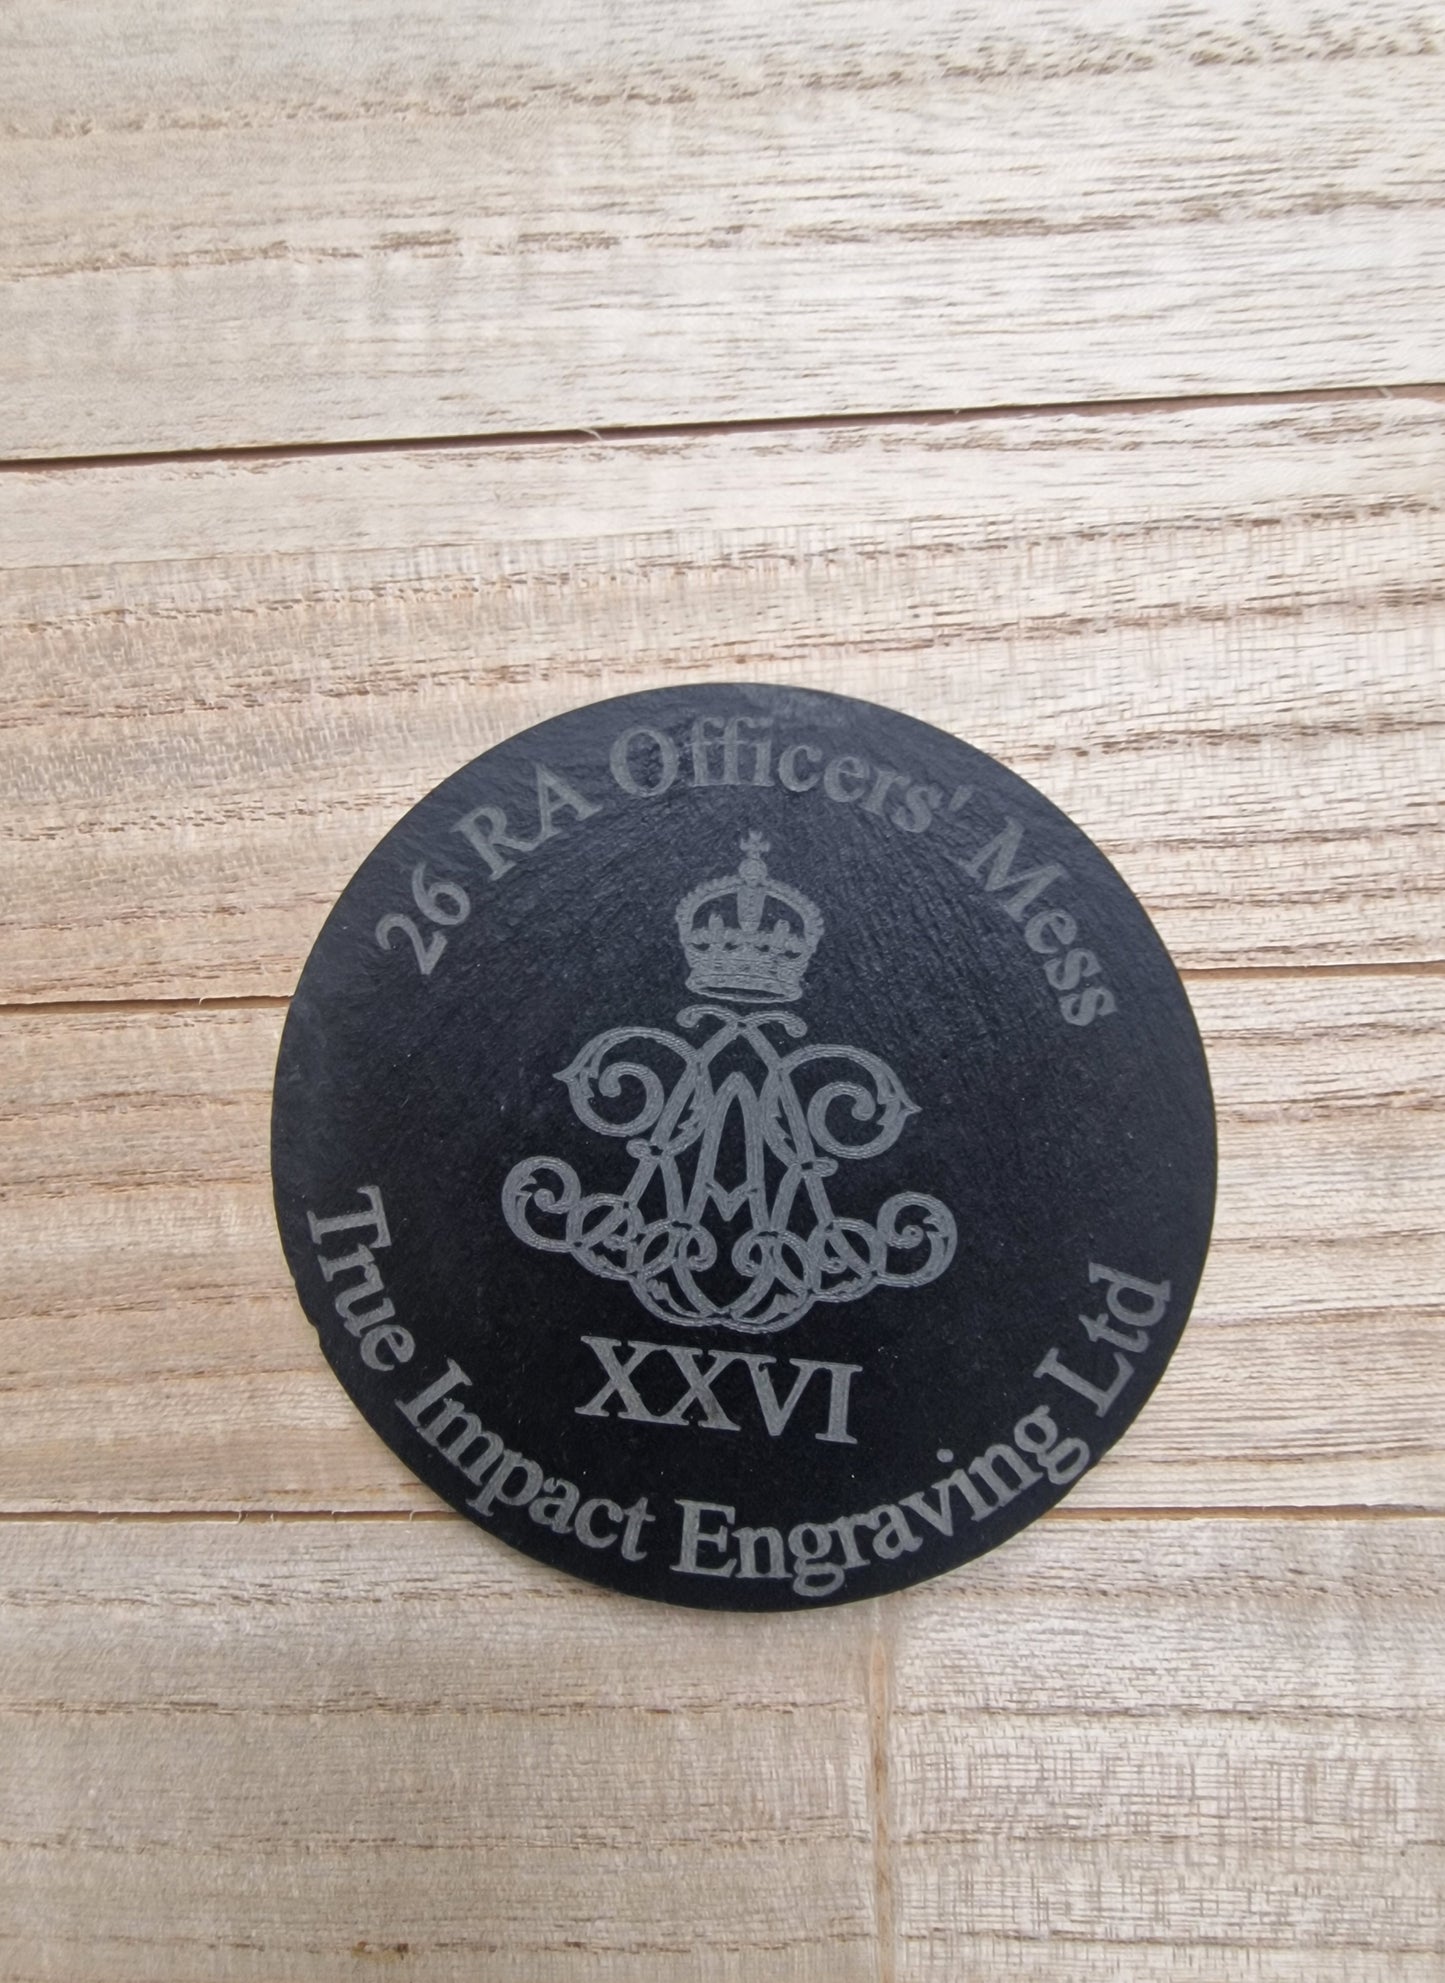 26 RA Officers' Mess
XXVI
True Impact Engraving Ltd